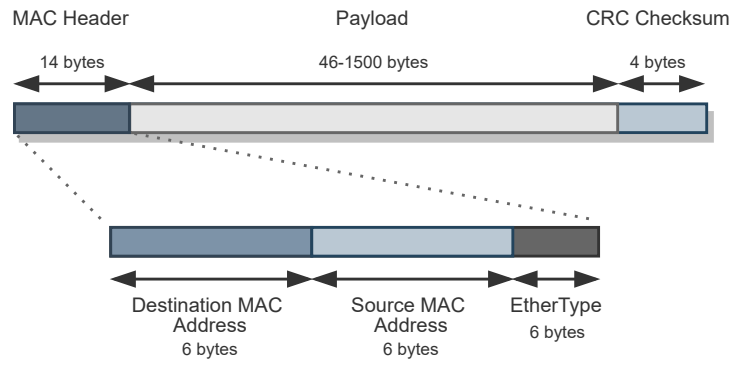 MAC Header Payload CRC Checksum
14 bytes 46-1500 bytes 4 bytes
Destination MAC Address
6 bytes
Source MAC Address
6 bytes
EtherType
6 bytes